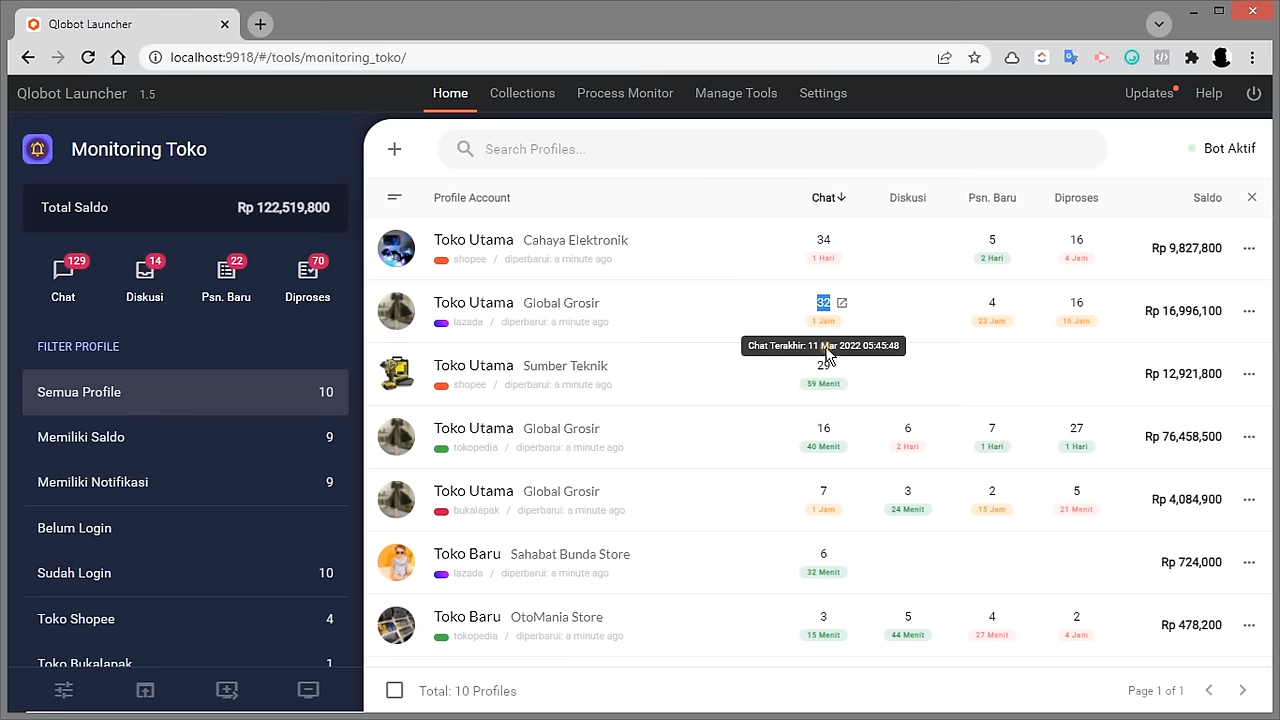 Qlobot Launcher
localhost:9918/#/tools/monitoring_toko/
Qlobot Launcher 1.5 Home Collections Process Monitor Manage Tools Settings Updates Help
Monitoring Toko
Total Saldo Rp 122,519,800
129 14 22 70
Chat Diskusi Psn. Baru Diproses
FILTER PROFILE
Semua Profile 10
Memiliki Saldo 9
Memiliki Notifikasi 9
Belum Login
Sudah Login 10
Toko Shopee 4
Toko Bukalapak 1
Search Profiles... Bot Aktif
Profile Account Chat Diskusi Psn. Baru Diproses Saldo
Toko Utama Cahaya Elektronik 34 5 16 Rp 9,827,800
shopee / diperbarui: a minute ago 1 Hari 2 Hari 4 Jam
Toko Utama Global Grosir 32 4 16 Rp 16,996,100
lazada / diperbarui: a minute ago 1 Jam 23 Jam 16 Jam
Chat Terakhir: 11 Mar 2022 05:45:48
Toko Utama Sumber Teknik 29 Rp 12,921,800
shopee / diperbarui: a minute ago 59 Menit
Toko Utama Global Grosir 16 6 7 27 Rp 76,458,500
tokopedia / diperbarui: a minute ago 40 Menit 2 Hari 1 Hari 1 Hari
Toko Utama Global Grosir 7 3 2 5 Rp 4,084,900
bukalapak / diperbarui: a minute ago 1 Jam 24 Menit 15 Jam 21 Menit
Toko Baru Sahabat Bunda Store 6 Rp 724,000
lazada / diperbarui: a minute ago 32 Menit
Toko Baru OtoMania Store 3 5 4 2 Rp 478,200
tokopedia / diperbarui: a minute ago 15 Menit 44 Menit 27 Menit 4 Jam
Total: 10 Profiles Page 1 of 1